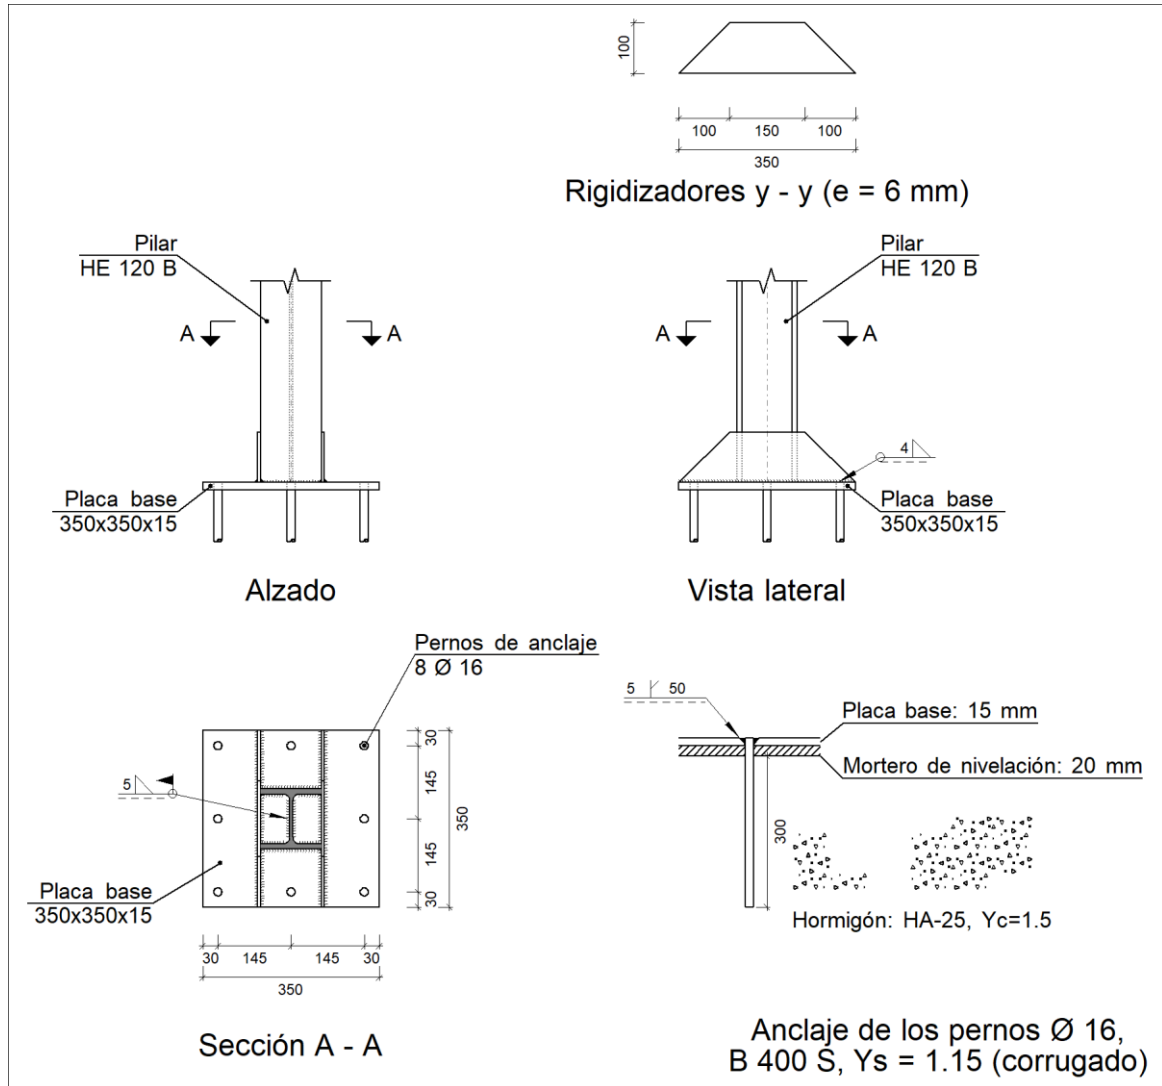 100
100 150 100
350
Rigidizadores y - y (e = 6 mm)
Pilar
HE 120 B
A A
Placa base
350x350x15
Alzado
Pilar
HE 120 B
A A
4
Placa base
350x350x15
Vista lateral
Pernos de anclaje
8 Ø 16
5
Placa base
350x350x15
30
145
145
30
350
30 145 145 30
350
Sección A - A
5 50
Placa base: 15 mm
Mortero de nivelación: 20 mm
300
Hormigón: HA-25, Yc=1.5
Anclaje de los pernos Ø 16,
B 400 S, Ys = 1.15 (corrugado)